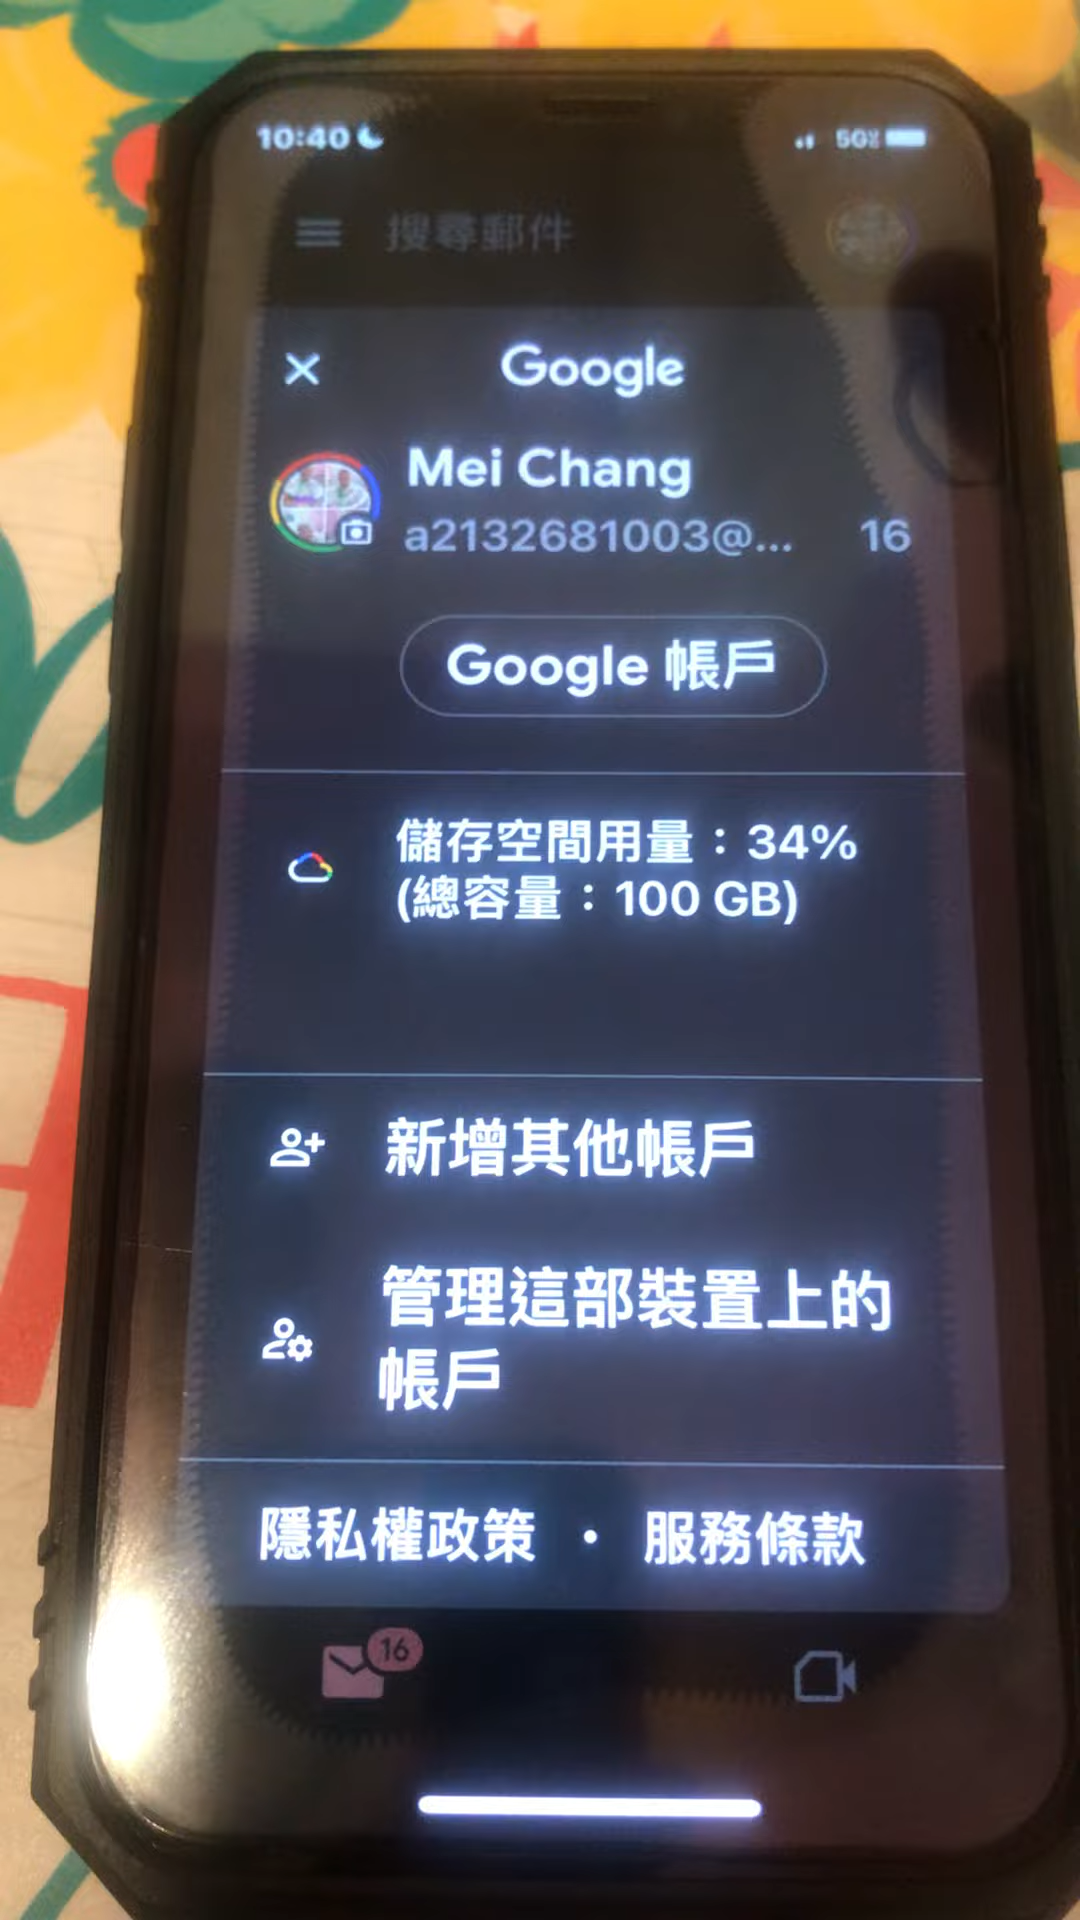 10:40
5G
搜尋郵件
Google
Mei Chang
a2132681003@... 16
Google 帳戶
儲存空間用量：34%
(總容量：100 GB)
新增其他帳戶
管理這部裝置上的
帳戶
隱私權政策 · 服務條款
16